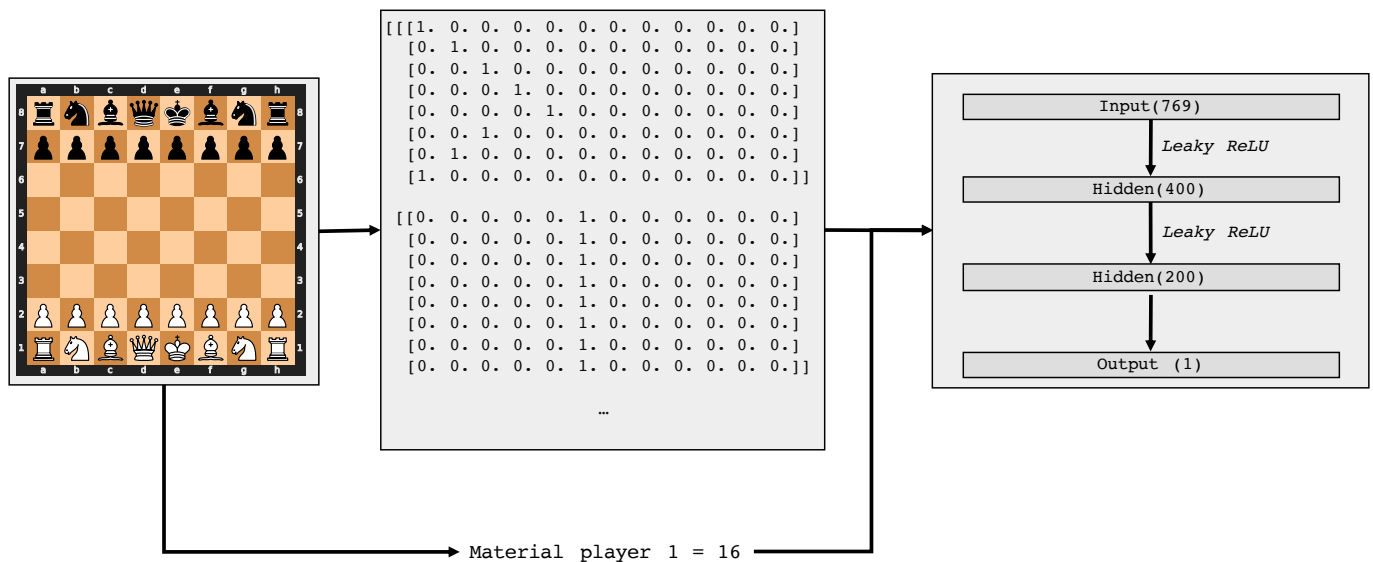 a b c d e f g h
8 8
7 7
6 6
5 5
4 4
3 3
2 2
1 1
a b c d e f g h
[[[1. 0. 0. 0. 0. 0. 0. 0. 0. 0. 0. 0.]
[0. 1. 0. 0. 0. 0. 0. 0. 0. 0. 0. 0.]
[0. 0. 1. 0. 0. 0. 0. 0. 0. 0. 0. 0.]
[0. 0. 0. 1. 0. 0. 0. 0. 0. 0. 0. 0.]
[0. 0. 0. 0. 1. 0. 0. 0. 0. 0. 0. 0.]
[0. 0. 1. 0. 0. 0. 0. 0. 0. 0. 0. 0.]
[0. 1. 0. 0. 0. 0. 0. 0. 0. 0. 0. 0.]
[1. 0. 0. 0. 0. 0. 0. 0. 0. 0. 0. 0.]]
[[0. 0. 0. 0. 0. 1. 0. 0. 0. 0. 0. 0.]
[0. 0. 0. 0. 0. 1. 0. 0. 0. 0. 0. 0.]
[0. 0. 0. 0. 0. 1. 0. 0. 0. 0. 0. 0.]
[0. 0. 0. 0. 0. 1. 0. 0. 0. 0. 0. 0.]
[0. 0. 0. 0. 0. 1. 0. 0. 0. 0. 0. 0.]
[0. 0. 0. 0. 0. 1. 0. 0. 0. 0. 0. 0.]
[0. 0. 0. 0. 0. 1. 0. 0. 0. 0. 0. 0.]
[0. 0. 0. 0. 0. 1. 0. 0. 0. 0. 0. 0.]]
…
Material player 1 = 16
Input(769)
Leaky ReLU
Hidden(400)
Leaky ReLU
Hidden(200)
Output (1)